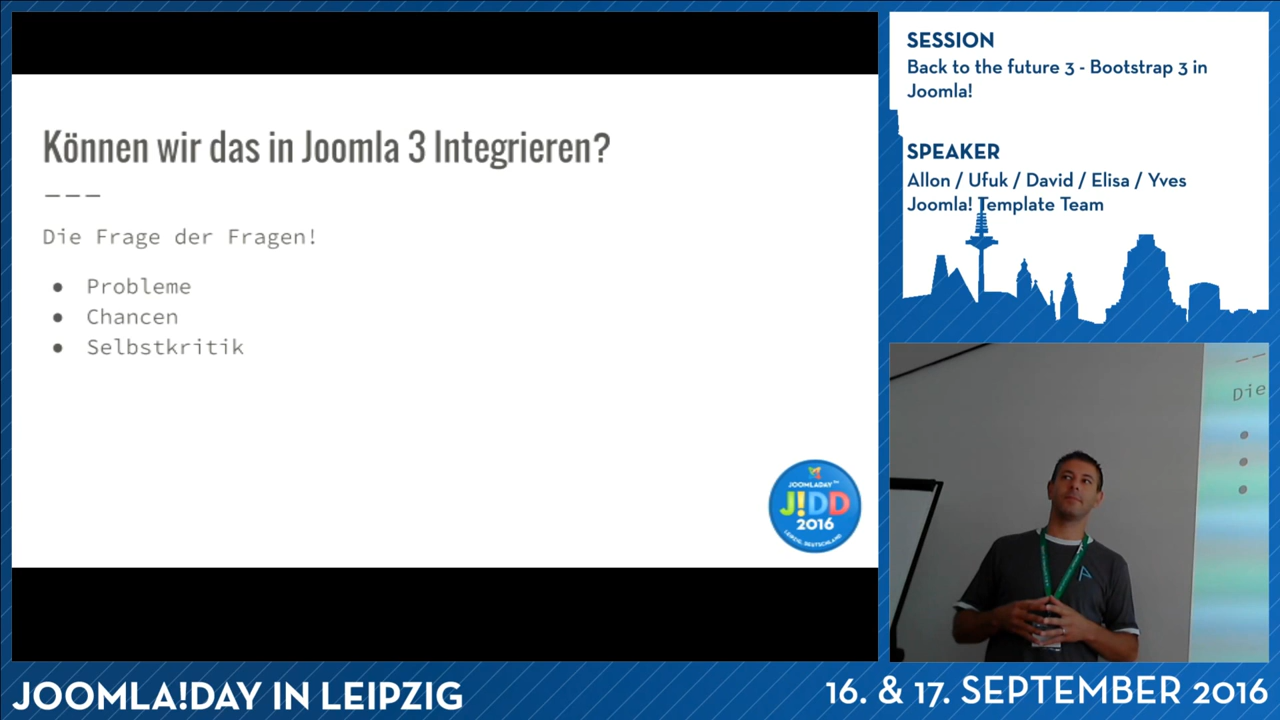 Können wir das in Joomla 3 Integrieren?
Die Frage der Fragen!
● Probleme
● Chancen
● Selbstkritik
JOOMLADAY™
J!DD
2016
LEIPZIG, DEUTSCHLAND
SESSION
Back to the future 3 - Bootstrap 3 in
Joomla!
SPEAKER
Allon / Ufuk / David / Elisa / Yves
Joomla! Template Team
Die
JOOMLA!DAY IN LEIPZIG
16. & 17. SEPTEMBER 2016